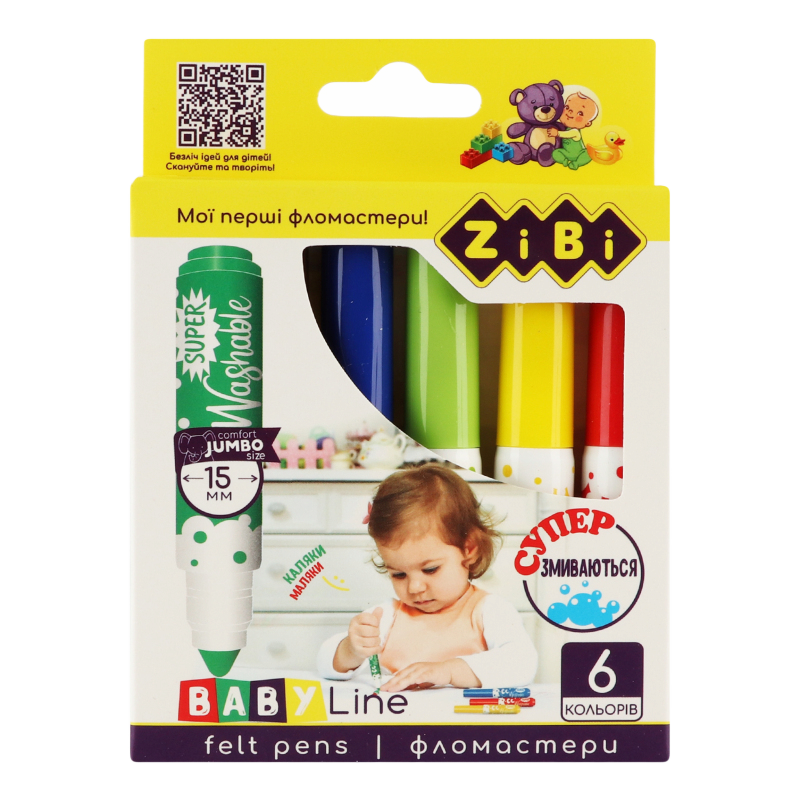 Безліч ідей для дітей!
Скануйте та творіть!
Мої перші фломастери!
ZiBi
SUPER
Washable
comfort
JUMBO
size
15
ММ
КАЛЯКИ
МАЛЯКИ
СУПЕР
ЗМИВАЮТЬСЯ
BABY Line
6
КОЛЬОРІВ
felt pens | фломастери